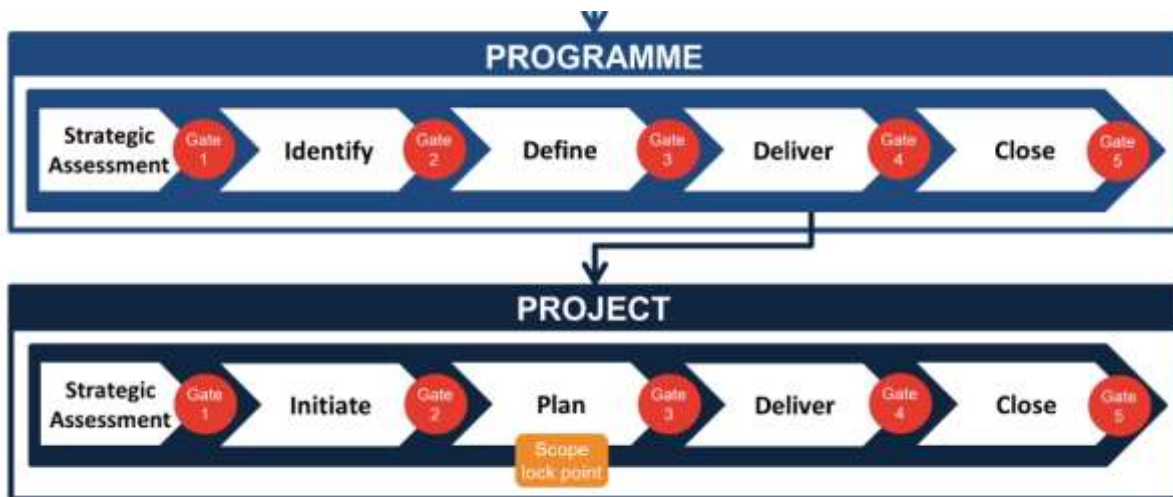 PROGRAMME
Strategic
Assessment
Gate
1
Identify
Gate
2
Define
Gate
3
Deliver
Gate
4
Close
Gate
5
PROJECT
Strategic
Assessment
Gate
1
Initiate
Gate
2
Plan
Gate
3
Deliver
Gate
4
Close
Gate
5
Scope
lock point